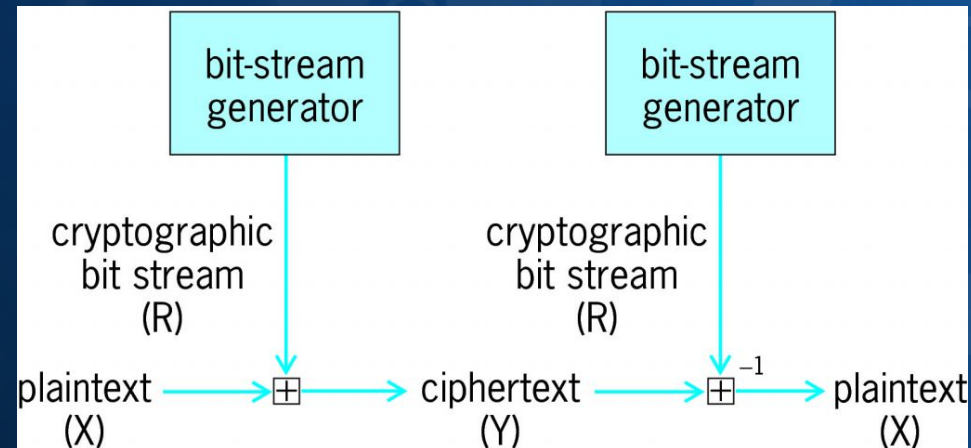 bit-stream
generator
bit-stream
generator
cryptographic
bit stream
(R)
cryptographic
bit stream
(R)
plaintext
(X)
+
ciphertext
(Y)
+ −1
plaintext
(X)